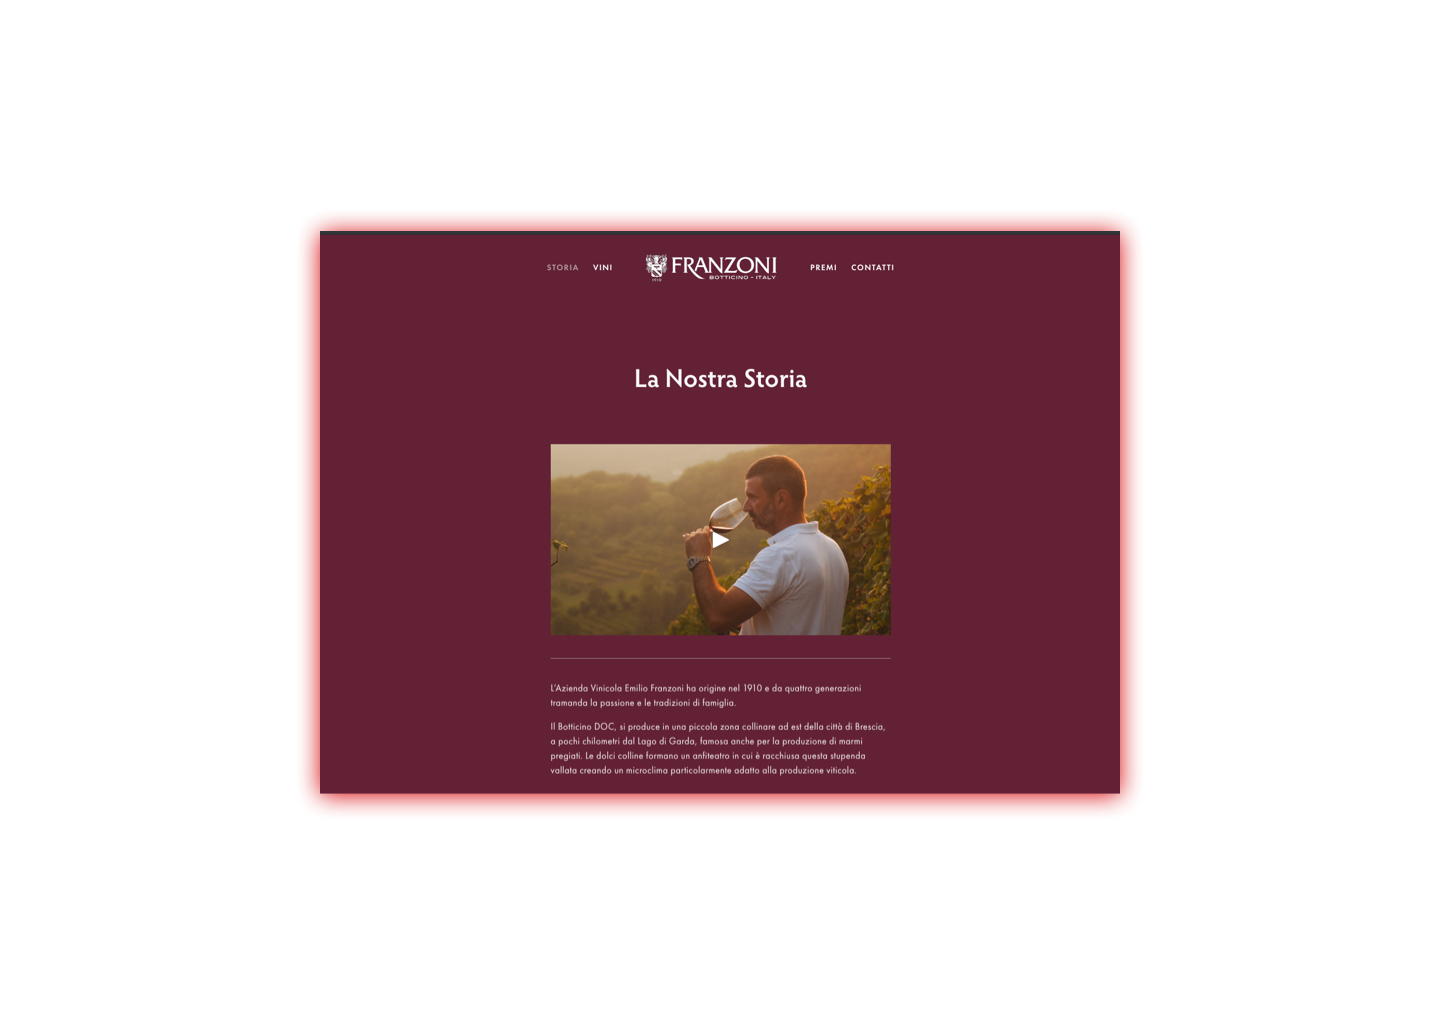 STORIA VINI FRANZONI PREMI CONTATTI
BOTTICINO - ITALY
1910
La Nostra Storia
L'Azienda Vinicola Emilio Franzoni ha origine nel 1910 e da quattro generazioni
tramanda la passione e le tradizioni di famiglia.
Il Botticino DOC, si produce in una piccola zona collinare ad est della città di Brescia,
a pochi chilometri dal Lago di Garda, famosa anche per la produzione di marmi
pregiati. Le dolci colline formano un anfiteatro in cui è racchiusa questa stupenda
vallata creando un microclima particolarmente adatto alla produzione viticola.